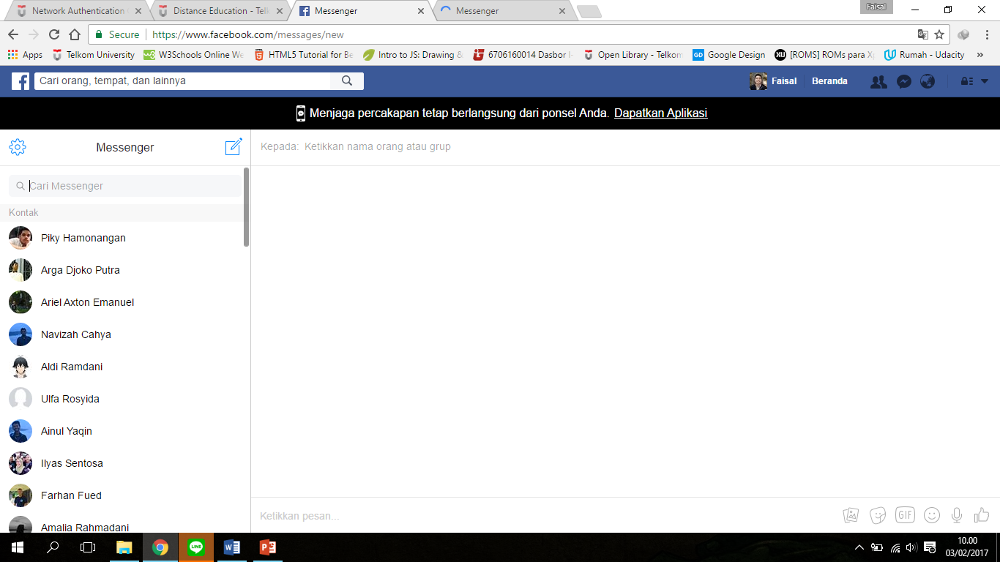 Network Authentication
Distance Education - Telk
Messenger
Messenger
Faisal
Secure
https://www.facebook.com/messages/new
Apps
Telkom University
W3Schools Online We
HTML5 Tutorial for Be
Intro to JS: Drawing &
6706160014 Dasbor I-
Open Library - Telkom
Google Design
[ROMS] ROMs para Xp
Rumah - Udacity
»
Cari orang, tempat, dan lainnya
Faisal
Beranda
Menjaga percakapan tetap berlangsung dari ponsel Anda. Dapatkan Aplikasi
Messenger
Kepada: Ketikkan nama orang atau grup
Cari Messenger
Kontak
Piky Hamonangan
Arga Djoko Putra
Ariel Axton Emanuel
Navizah Cahya
Aldi Ramdani
Ulfa Rosyida
Ainul Yaqin
Ilyas Sentosa
Farhan Fued
Amalia Rahmadani
Ketikkan pesan...
GIF
LINE
10.00
03/02/2017